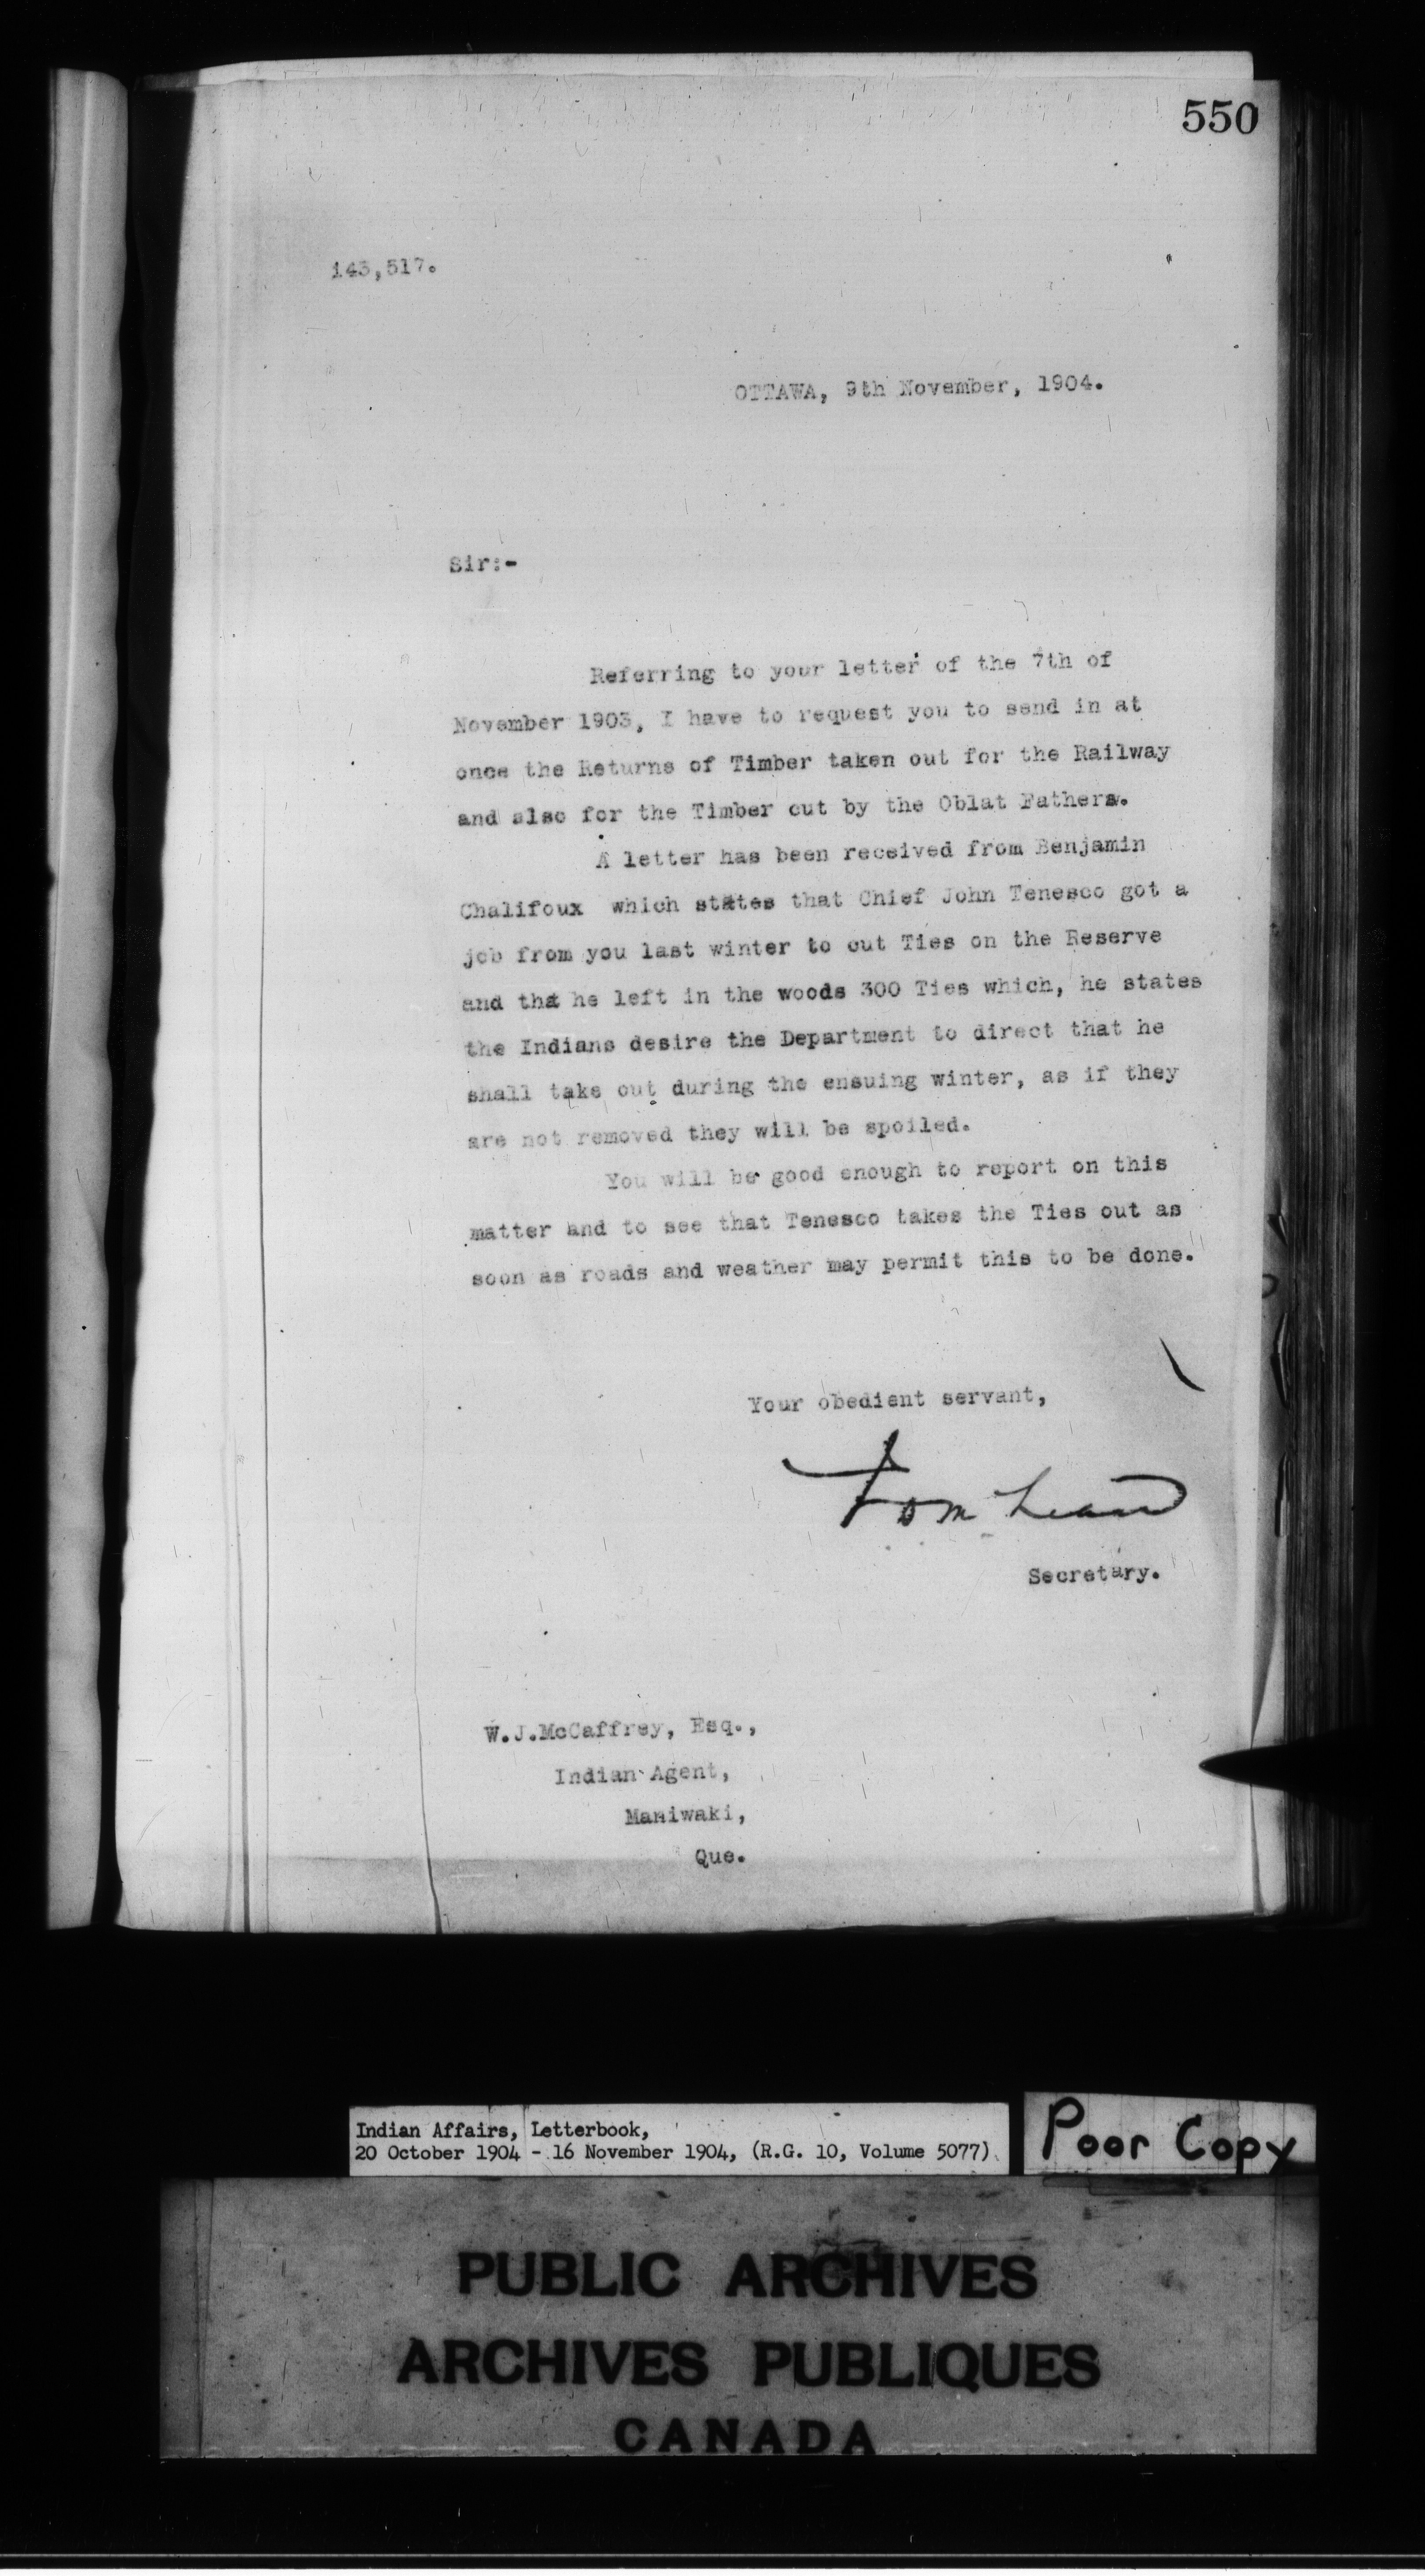 550
143,517.
OTTAWA, 9th November, 1904.
Sir:-
Referring to your letter of the 7th of
November 1903, I have to request you to send in at
once the Returns of Timber taken out for the Railway
and also for the Timber cut by the Oblat Fathers.
A letter has been received from Benjamin
Chalifoux which states that Chief John Tenesco got a
job from you last winter to cut Ties on the Reserve
and tha he left in the woods 300 Ties which, he states
the Indians desire the Department to direct that he
shall take out during the ensuing winter, as if they
are not removed they will be spoiled.
You will be good enough to report on this
matter and to see that Tenesco takes the Ties out as
soon as roads and weather may permit this to be done.
Your obedient servant,
Secretary.
W.J.McCaffrey, Esq.,
Indian Agent,
Maniwaki,
Que.
Indian Affairs, Letterbook,
20 October 1904 - 16 November 1904, (R.G. 10, Volume 5077)
Poor Copy
PUBLIC ARCHIVES
ARCHIVES PUBLIQUES
CANADA